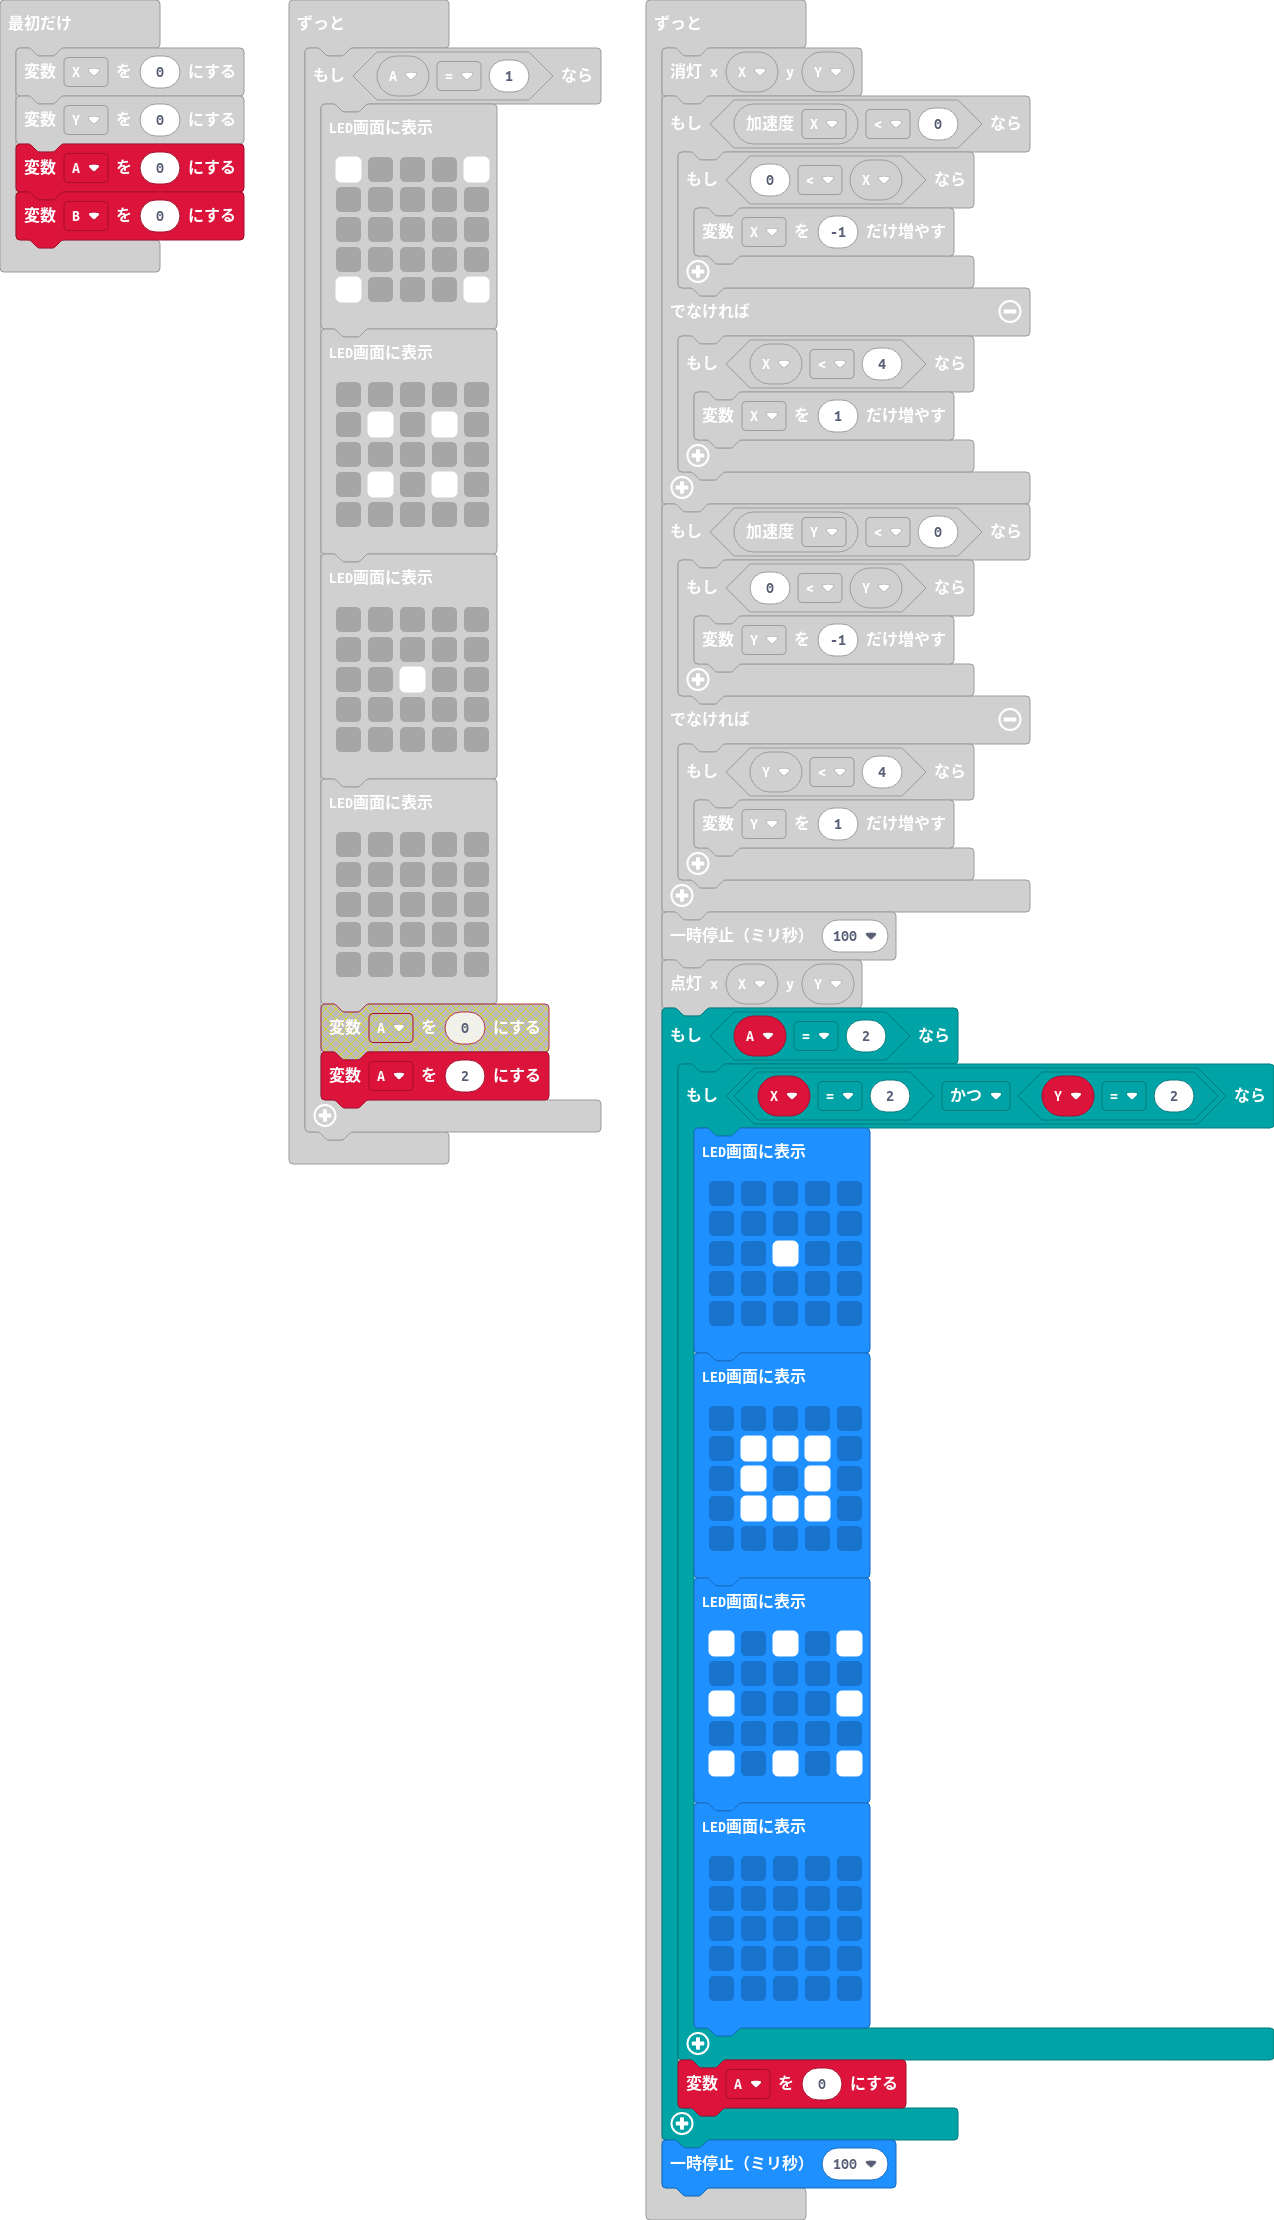 最初だけ
変数 X を 0 にする
変数 Y を 0 にする
変数 A を 0 にする
変数 B を 0 にする
ずっと
もし A = 1 なら
LED画面に表示
LED画面に表示
LED画面に表示
LED画面に表示
変数 A を 0 にする
変数 A を 2 にする
ずっと
消灯 x X y Y
もし 加速度 X < 0 なら
もし 0 < X なら
変数 X を -1 だけ増やす
でなければ
もし X < 4 なら
変数 X を 1 だけ増やす
もし 加速度 Y < 0 なら
もし 0 < Y なら
変数 Y を -1 だけ増やす
でなければ
もし Y < 4 なら
変数 Y を 1 だけ増やす
一時停止（ミリ秒） 100
点灯 x X y Y
もし A = 2 なら
もし X = 2 かつ Y = 2 なら
LED画面に表示
LED画面に表示
LED画面に表示
LED画面に表示
変数 A を 0 にする
一時停止（ミリ秒） 100